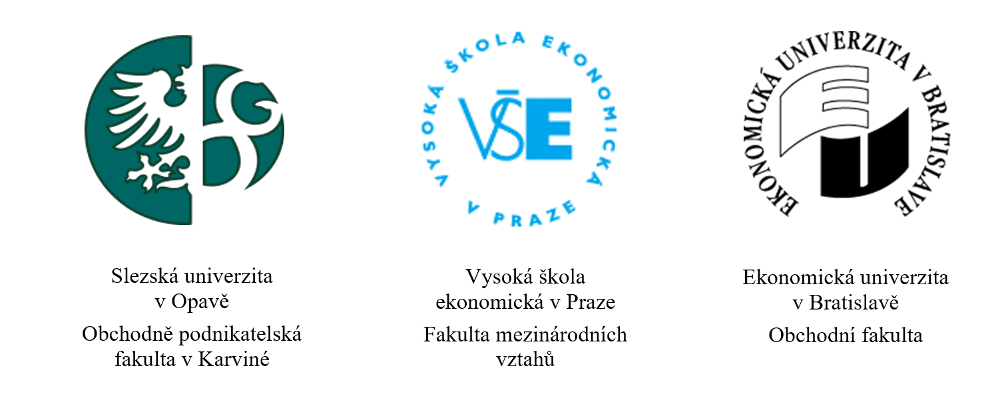 VYSOKÁ ŠKOLA EKONOMICKÁ
V PRAZE
VŠE
EKONOMICKÁ UNIVERZITA V BRATISLAVE
EU
Slezská univerzita
v Opavě
Obchodně podnikatelská
fakulta v Karviné
Vysoká škola
ekonomická v Praze
Fakulta mezinárodních
vztahů
Ekonomická univerzita
v Bratislavě
Obchodní fakulta